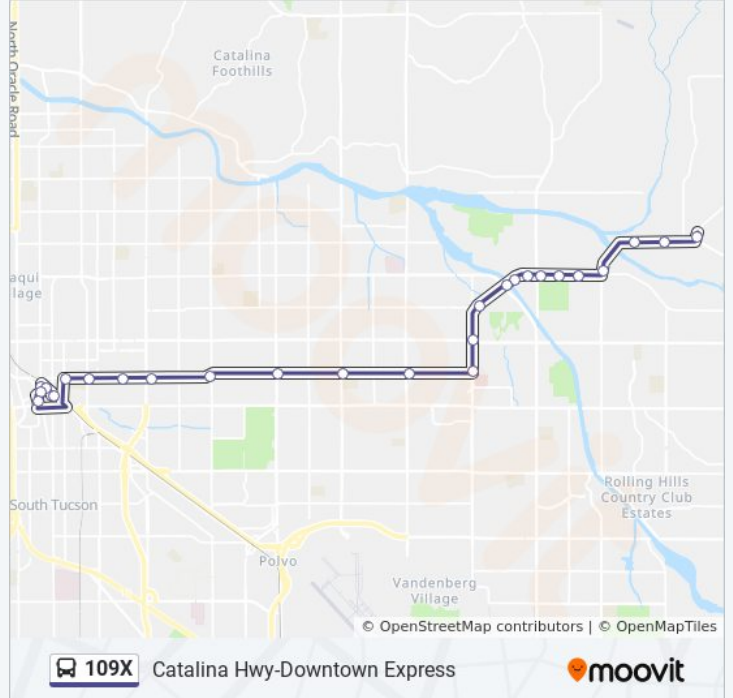 North Oracle Road
Catalina
Foothills
aqui
lage
South Tucson
Polvo
Rolling Hills
Country Club
Estates
Vandenberg
Village
© OpenStreetMap contributors | © OpenMapTiles
109X Catalina Hwy-Downtown Express
moovit